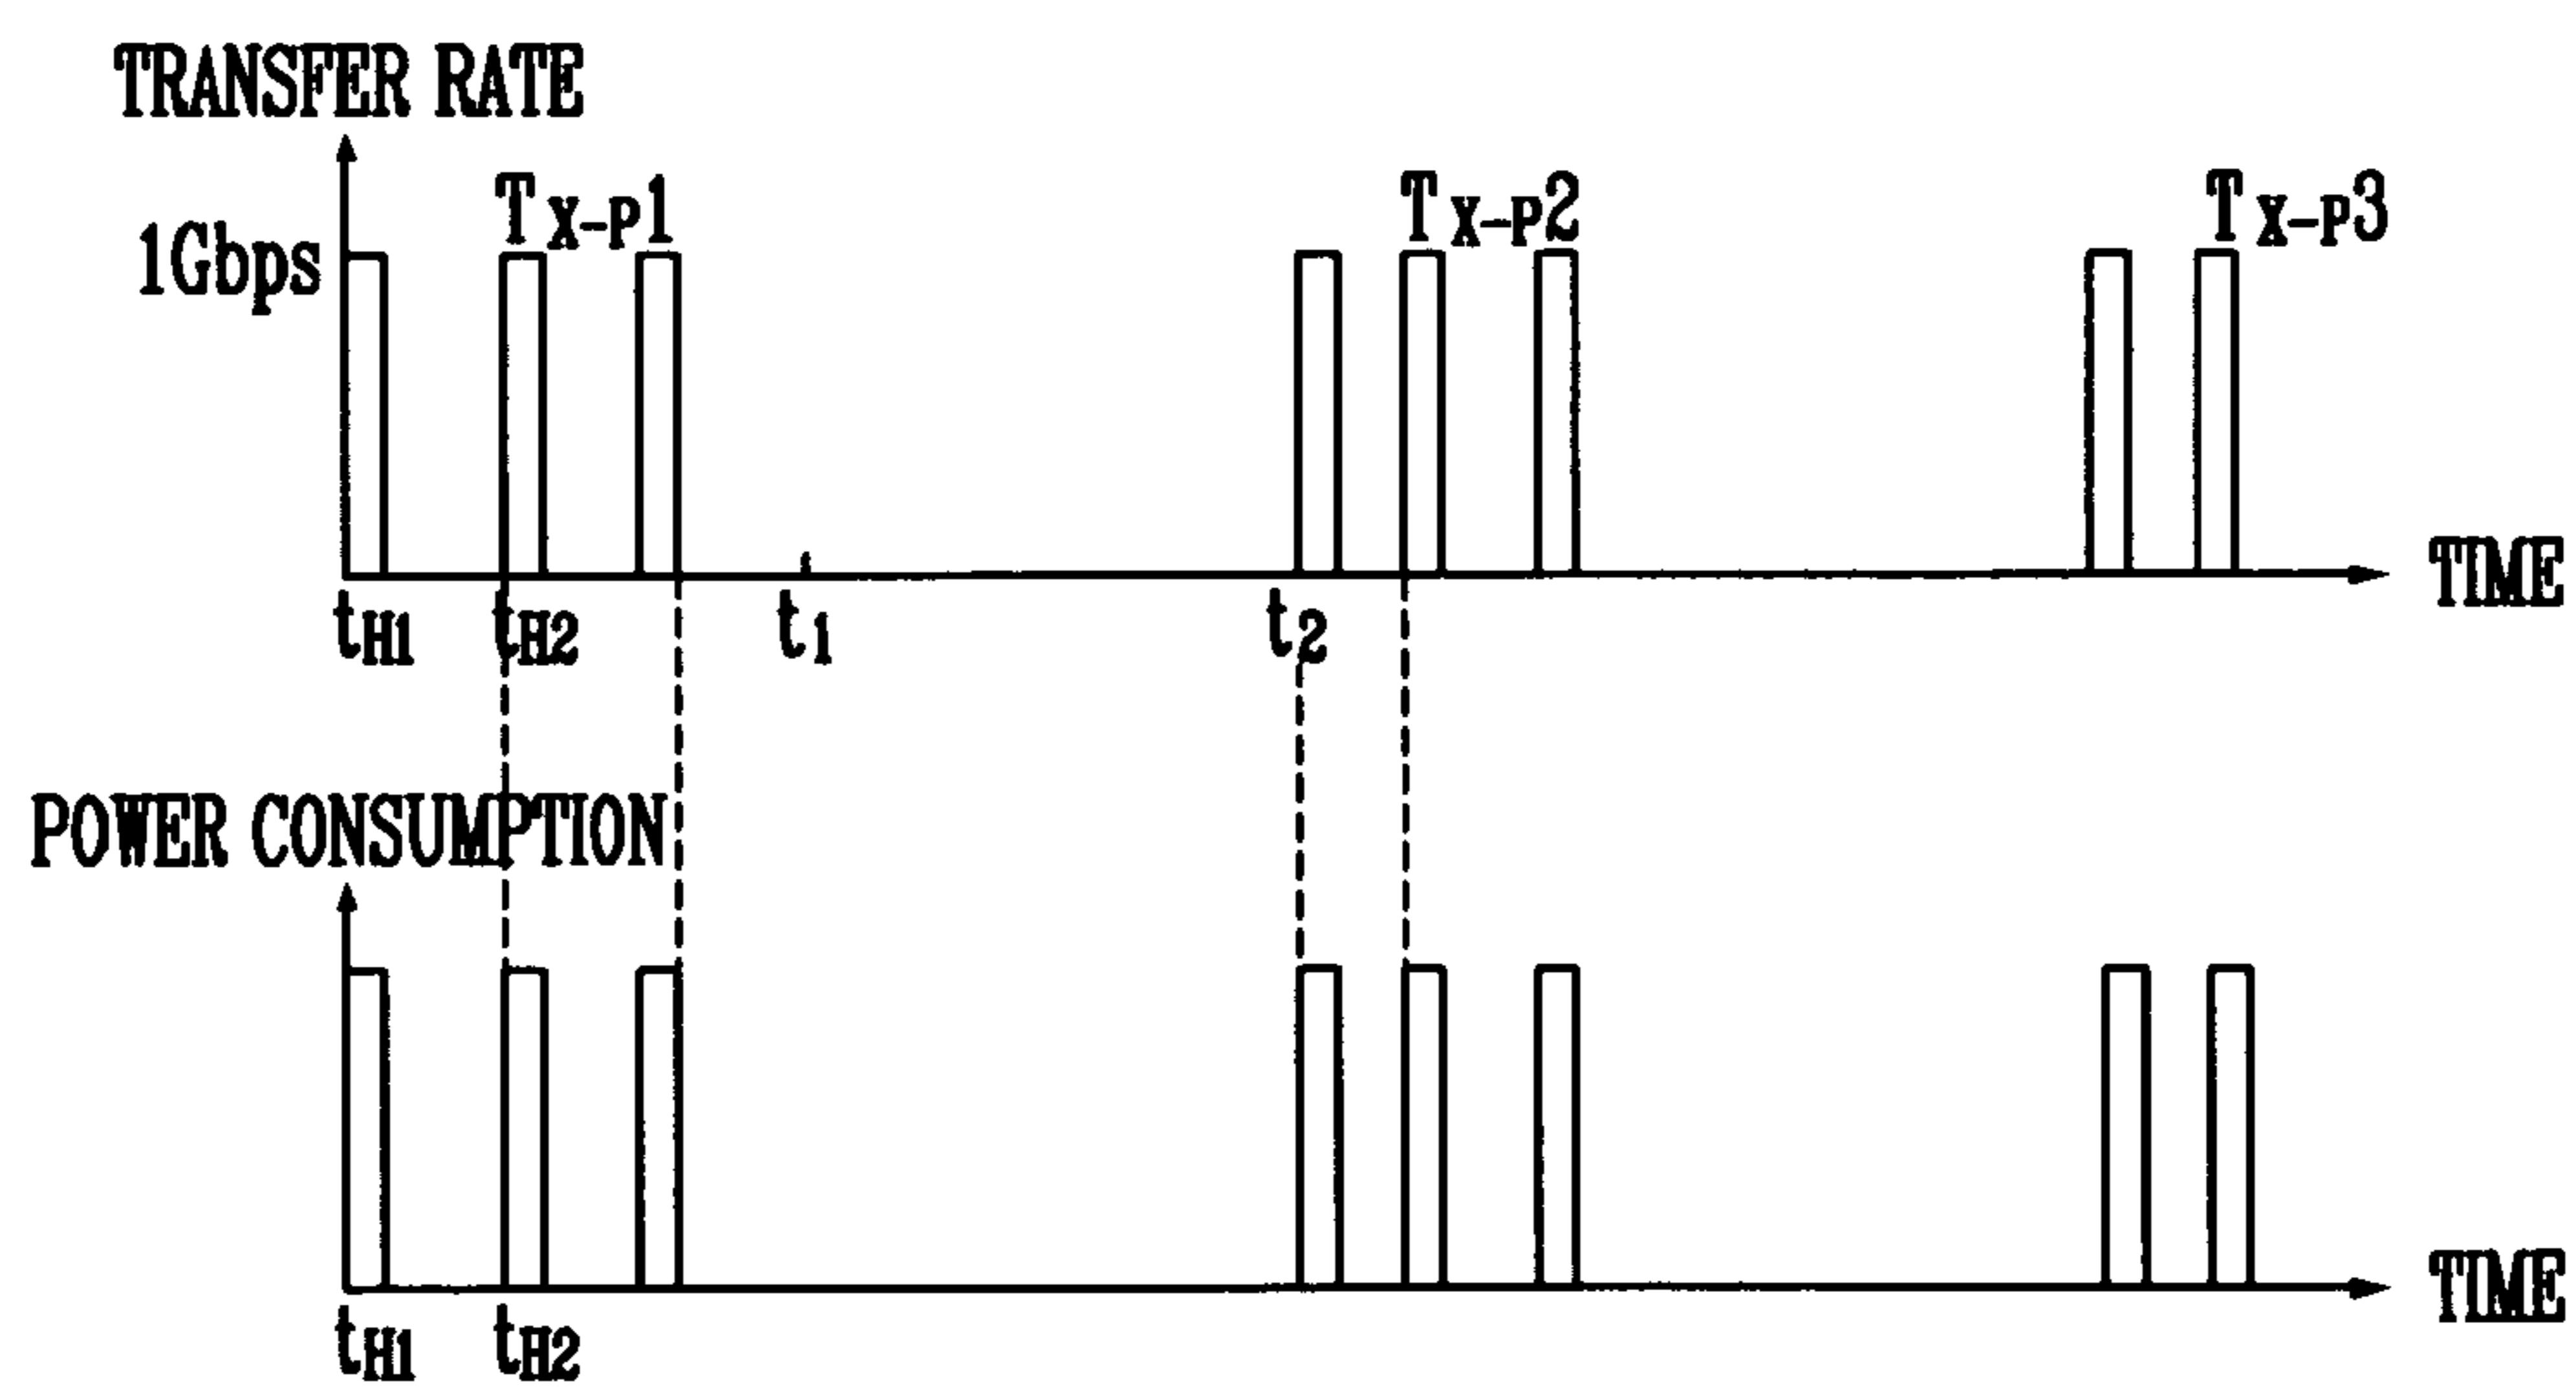 TRANSFER RATE
Tx-p1 Tx-p2 Tx-p3
1Gbps
TIME
tH1 tH2 t1 t2
POWER CONSUMPTION
TIME
tH1 tH2